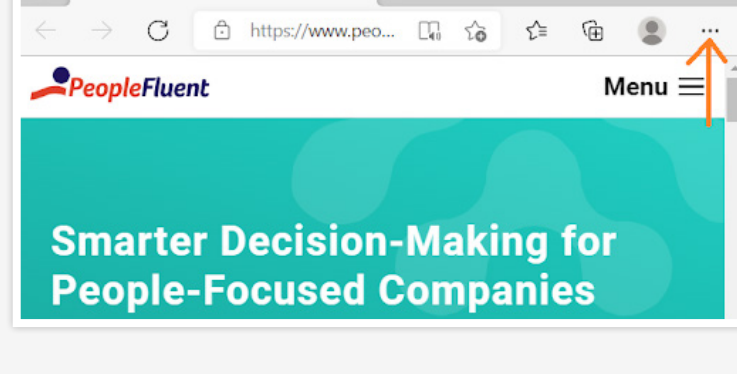 https://www.peo...
PeopleFluent
Menu
Smarter Decision-Making for
People-Focused Companies